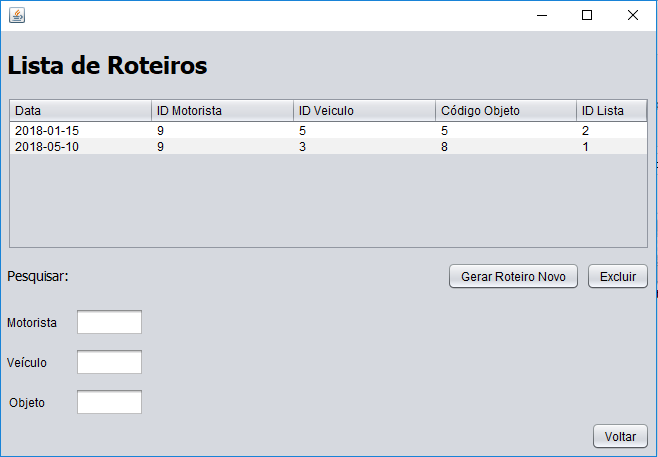 Lista de Roteiros
Data ID Motorista ID Veiculo Código Objeto ID Lista
2018-01-15 9 5 5 2
2018-05-10 9 3 8 1
Pesquisar: Gerar Roteiro Novo Excluir
Motorista
Veículo
Objeto
Voltar